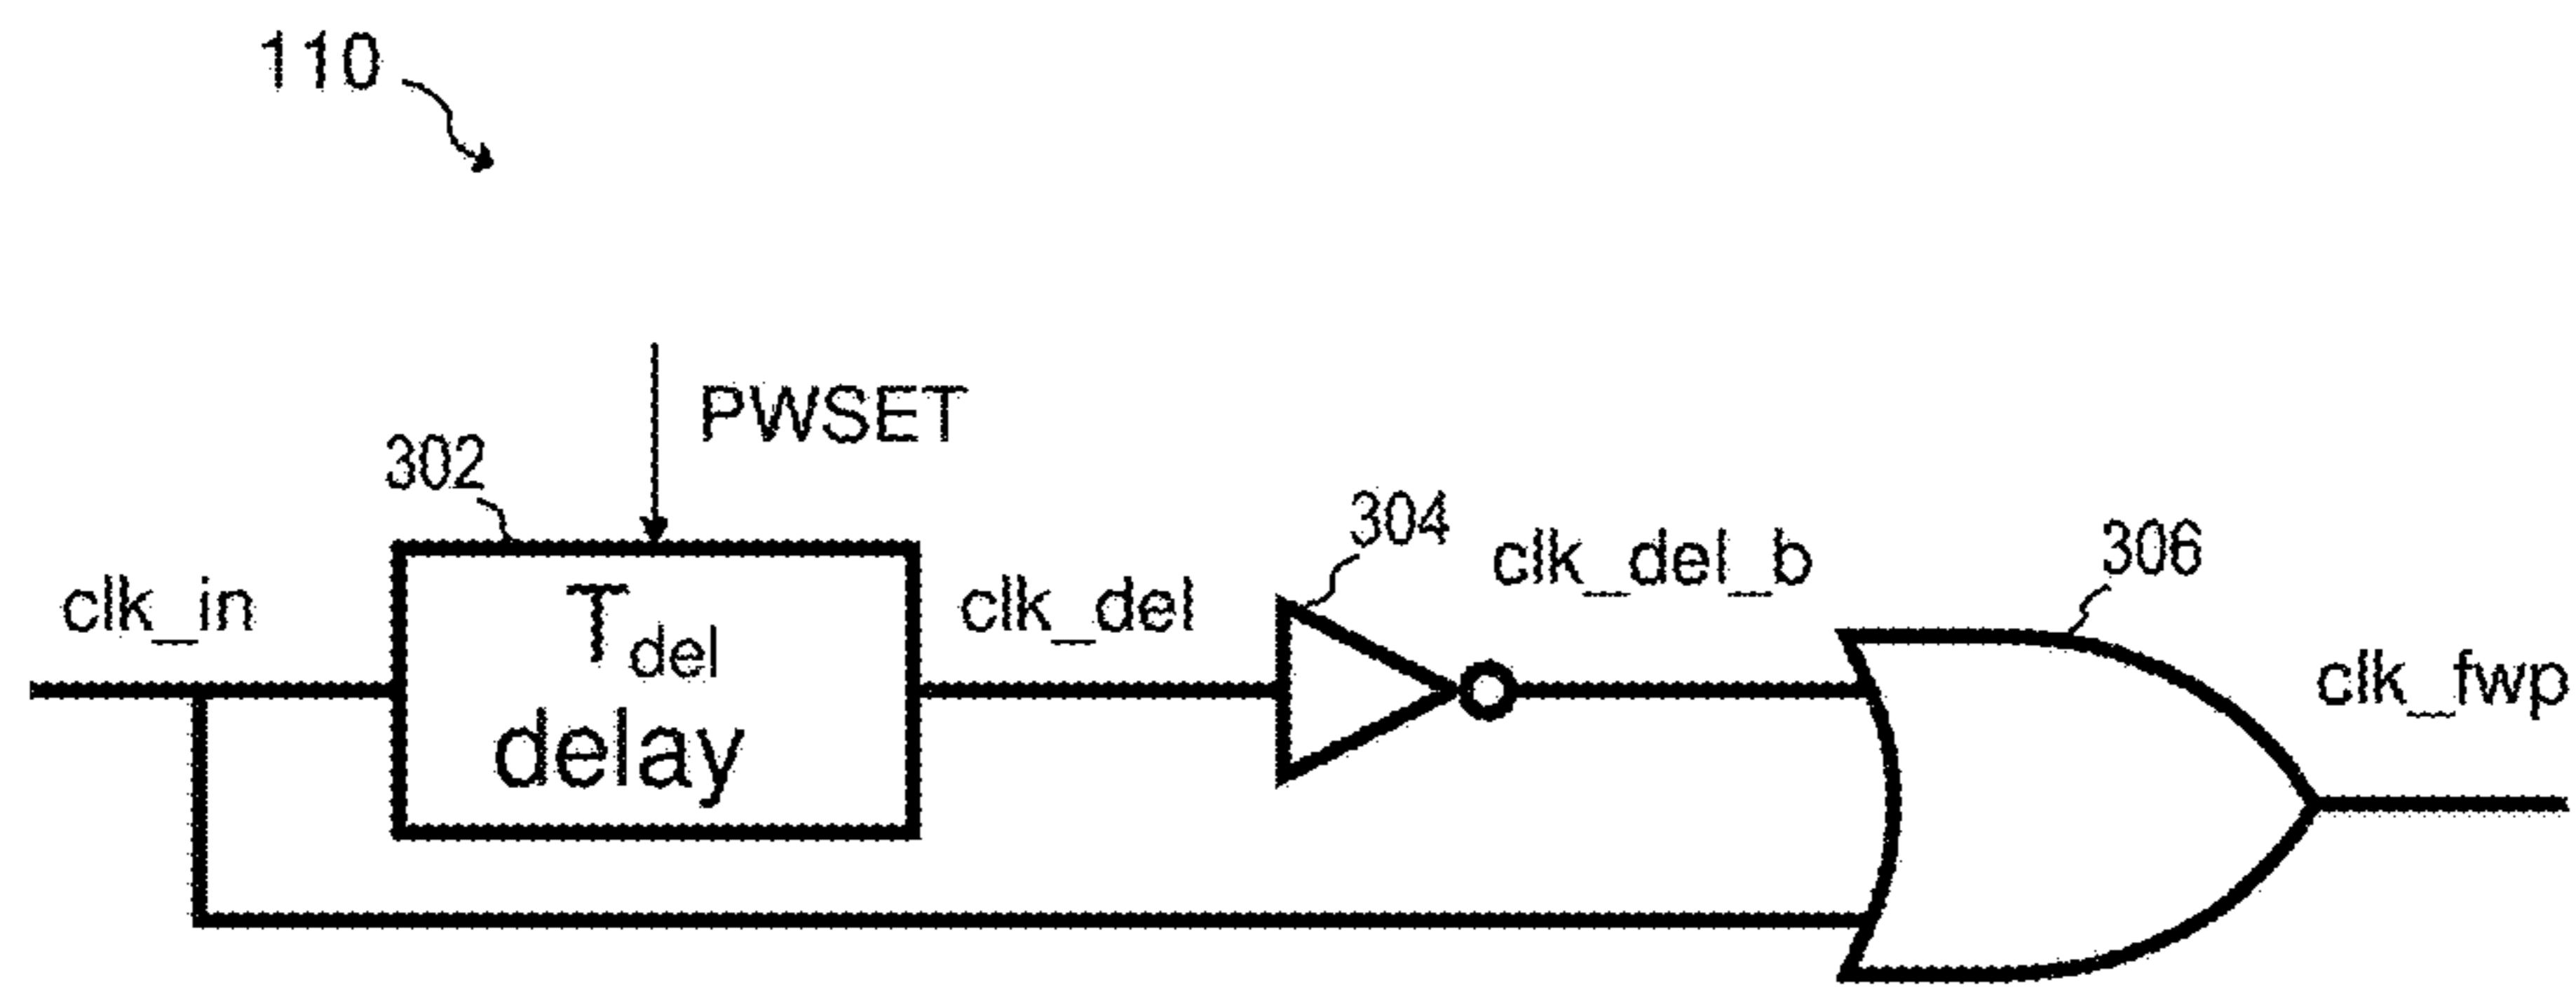 110
PWSET
302
304
306
clk_in
T_del
delay
clk_del
clk_del_b
clk_fwp